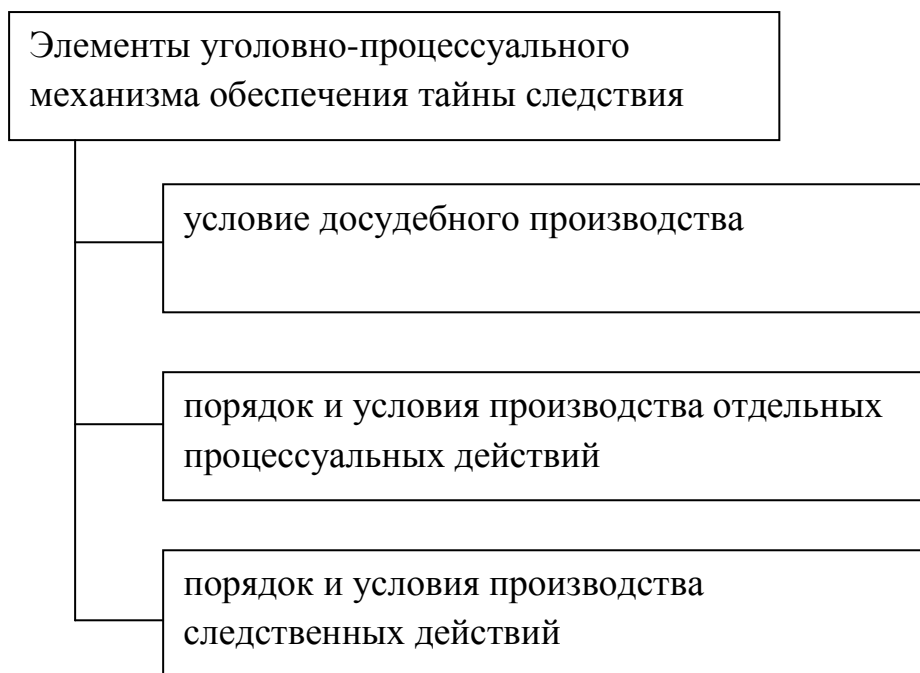 Элементы уголовно-процессуального
механизма обеспечения тайны следствия
условие досудебного производства
порядок и условия производства отдельных
процессуальных действий
порядок и условия производства
следственных действий